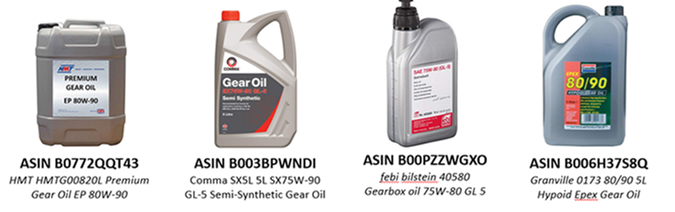 HMT
PREMIUM
GEAR OIL
EP 80W-90
COMMA
Gear Oil
SX75W-90 GL-5
Semi Synthetic
SAE 75W-80 (GL-5)
EPEX
80/90
HYPOID GEAR OIL
ASIN B0772QQT43
HMT HMTG00820L Premium
Gear Oil EP 80W-90
ASIN B003BPWNDI
Comma SX5L 5L SX75W-90
GL-5 Semi-Synthetic Gear Oil
ASIN B00PZZWGXO
febi bilstein 40580
Gearbox oil 75W-80 GL 5
ASIN B006H37S8Q
Granville 0173 80/90 5L
Hypoid Epex Gear Oil